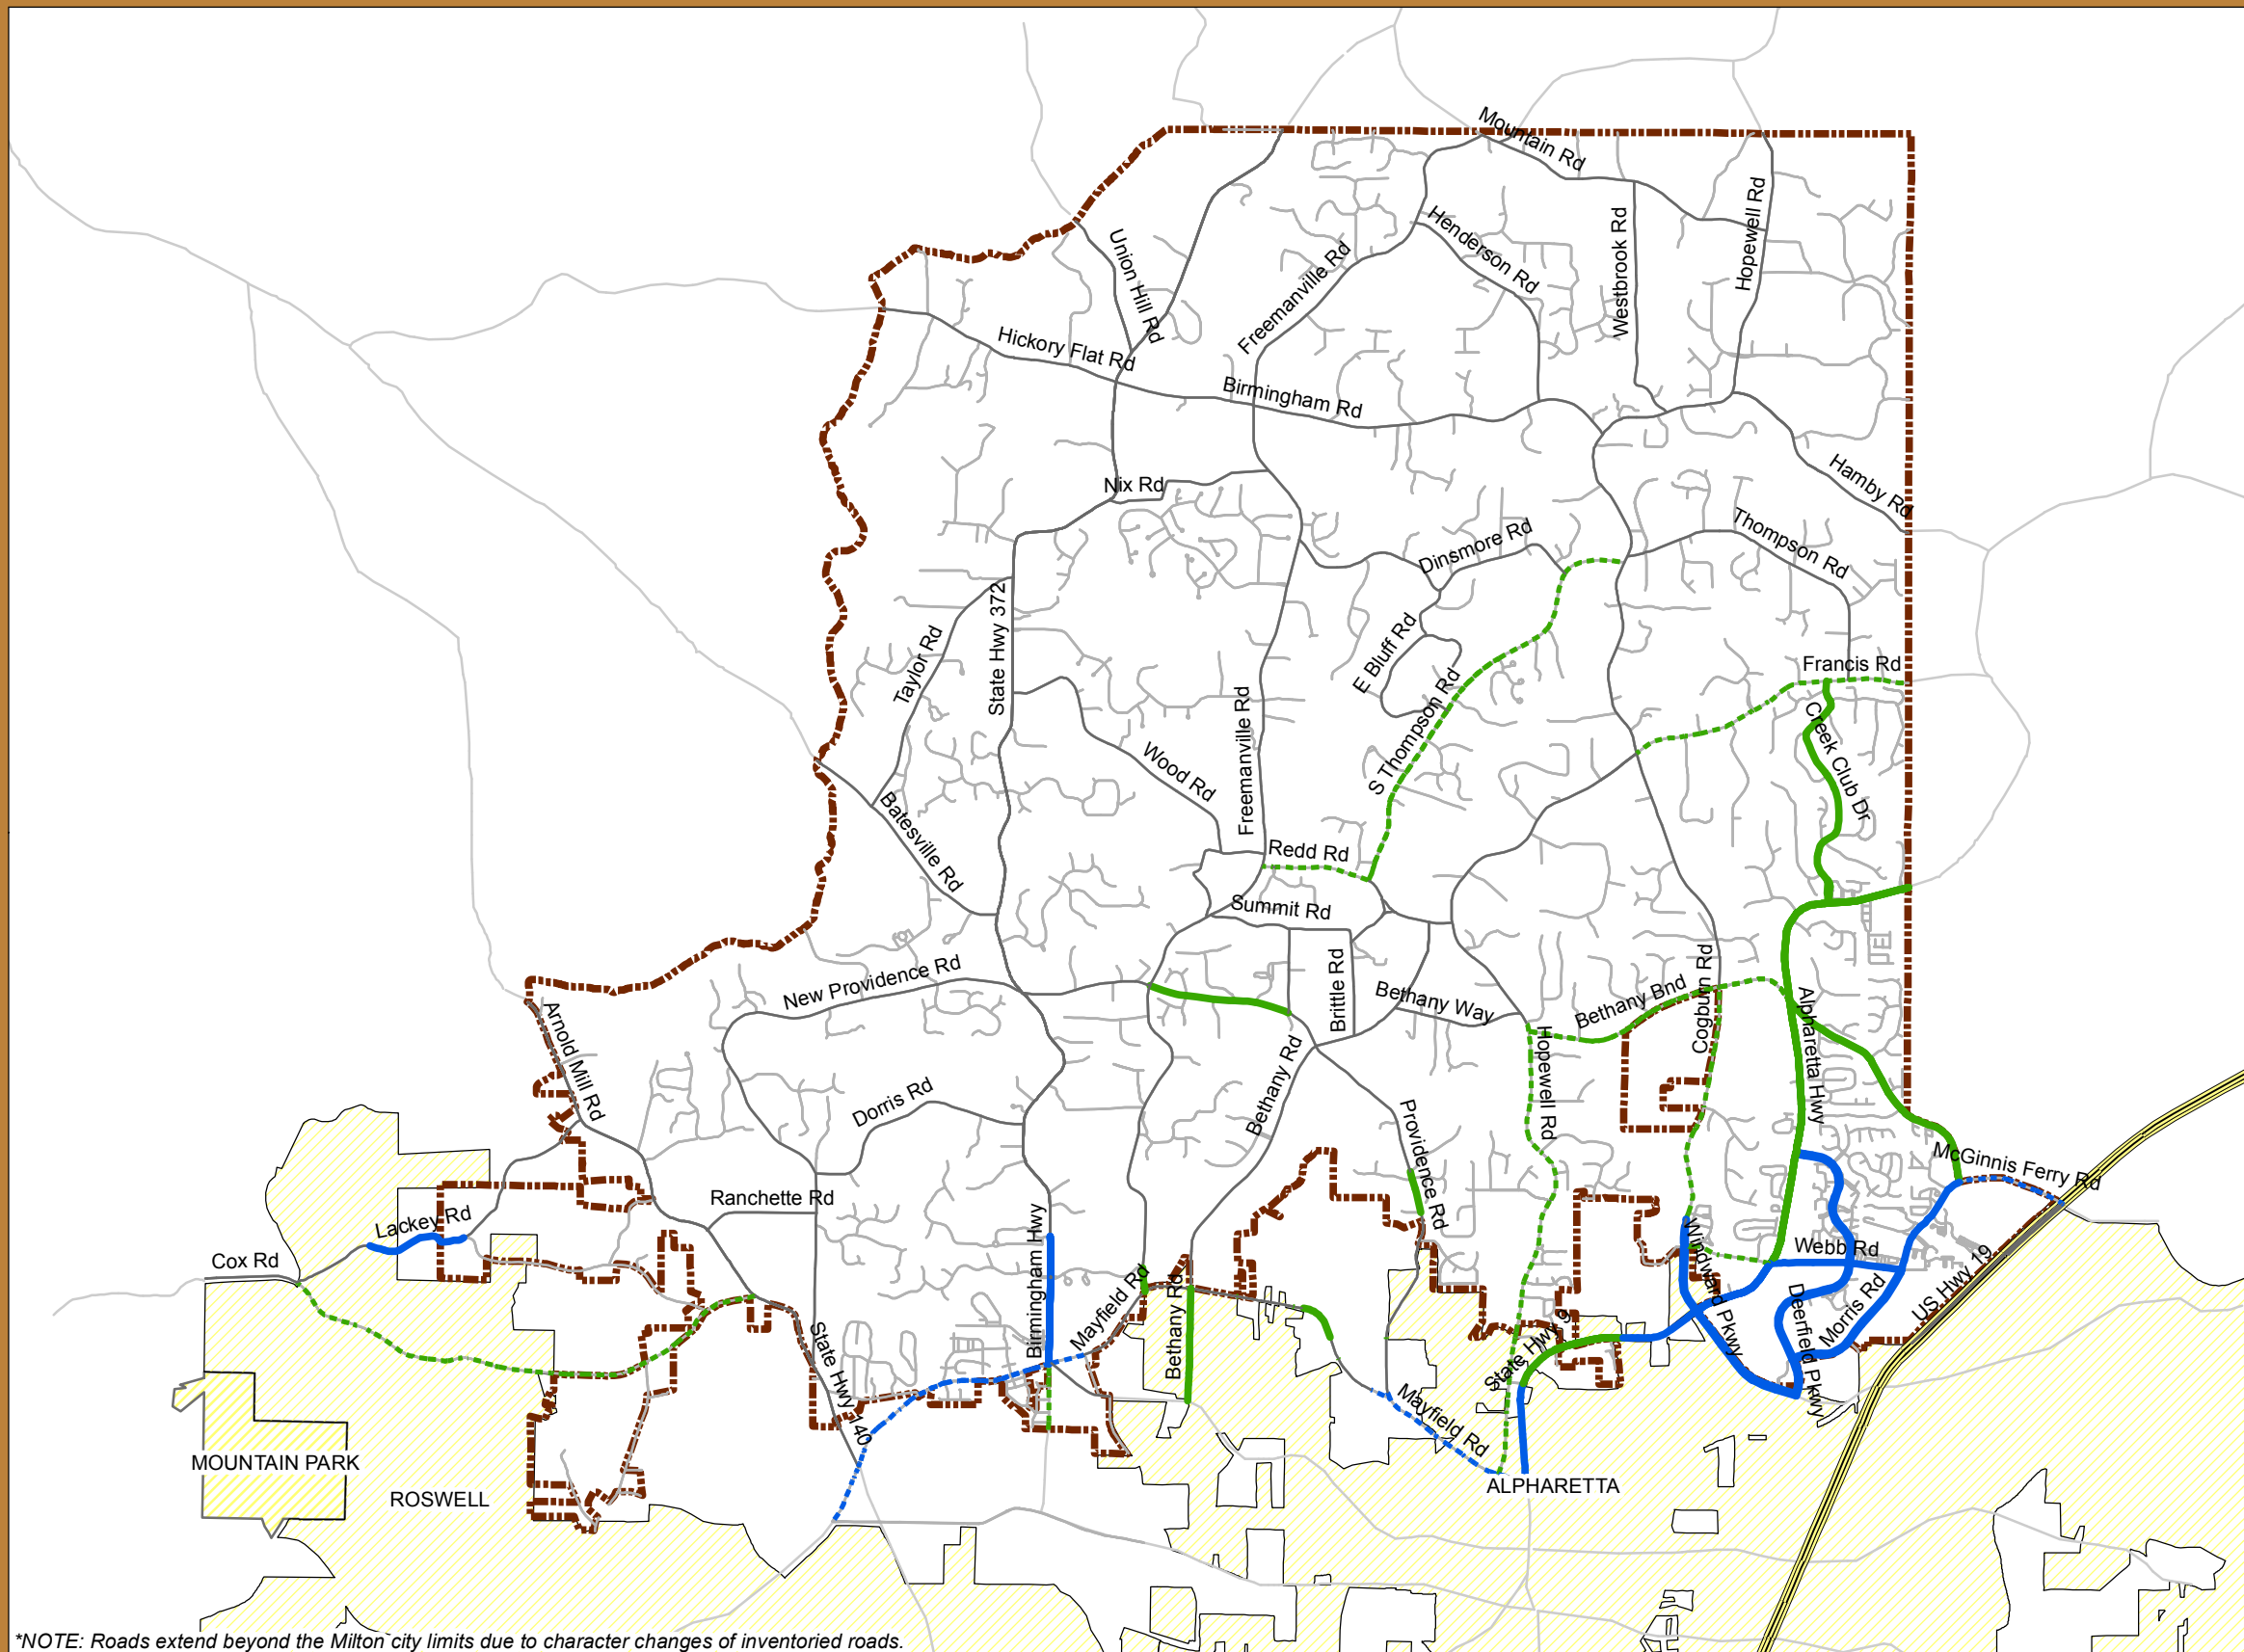 Mountain Rd
Hopewell Rd
Westbrook Rd
Henderson Rd
Union Hill Rd
Freemanville Rd
Hickory Flat Rd
Birmingham Rd
Hamby Rd
Nix Rd
Thompson Rd
Dinsmore Rd
State Hwy 372
Taylor Rd
E Bluff Rd
Francis Rd
S Thompson Rd
Freemanville Rd
Creek Club Dr
Wood Rd
Batesville Rd
Redd Rd
Summit Rd
New Providence Rd
Brittle Rd
Bethany Way
Bethany Bnd
Cogburn Rd
Alpharetta Hwy
Arnold Mill Rd
Hopewell Rd
Bethany Rd
Dorris Rd
Providence Rd
McGinnis Ferry Rd
Ranchette Rd
Lackey Rd
Cox Rd
Birmingham Hwy
Mayfield Rd
Bethany Rd
Windward Pkwy
Webb Rd
US Hwy 19
Deerfield Pkwy
Morris Rd
State Hwy 9
State Hwy 140
Mayfield Rd
MOUNTAIN PARK
ROSWELL
ALPHARETTA
*NOTE: Roads extend beyond the Milton city limits due to character changes of inventoried roads.